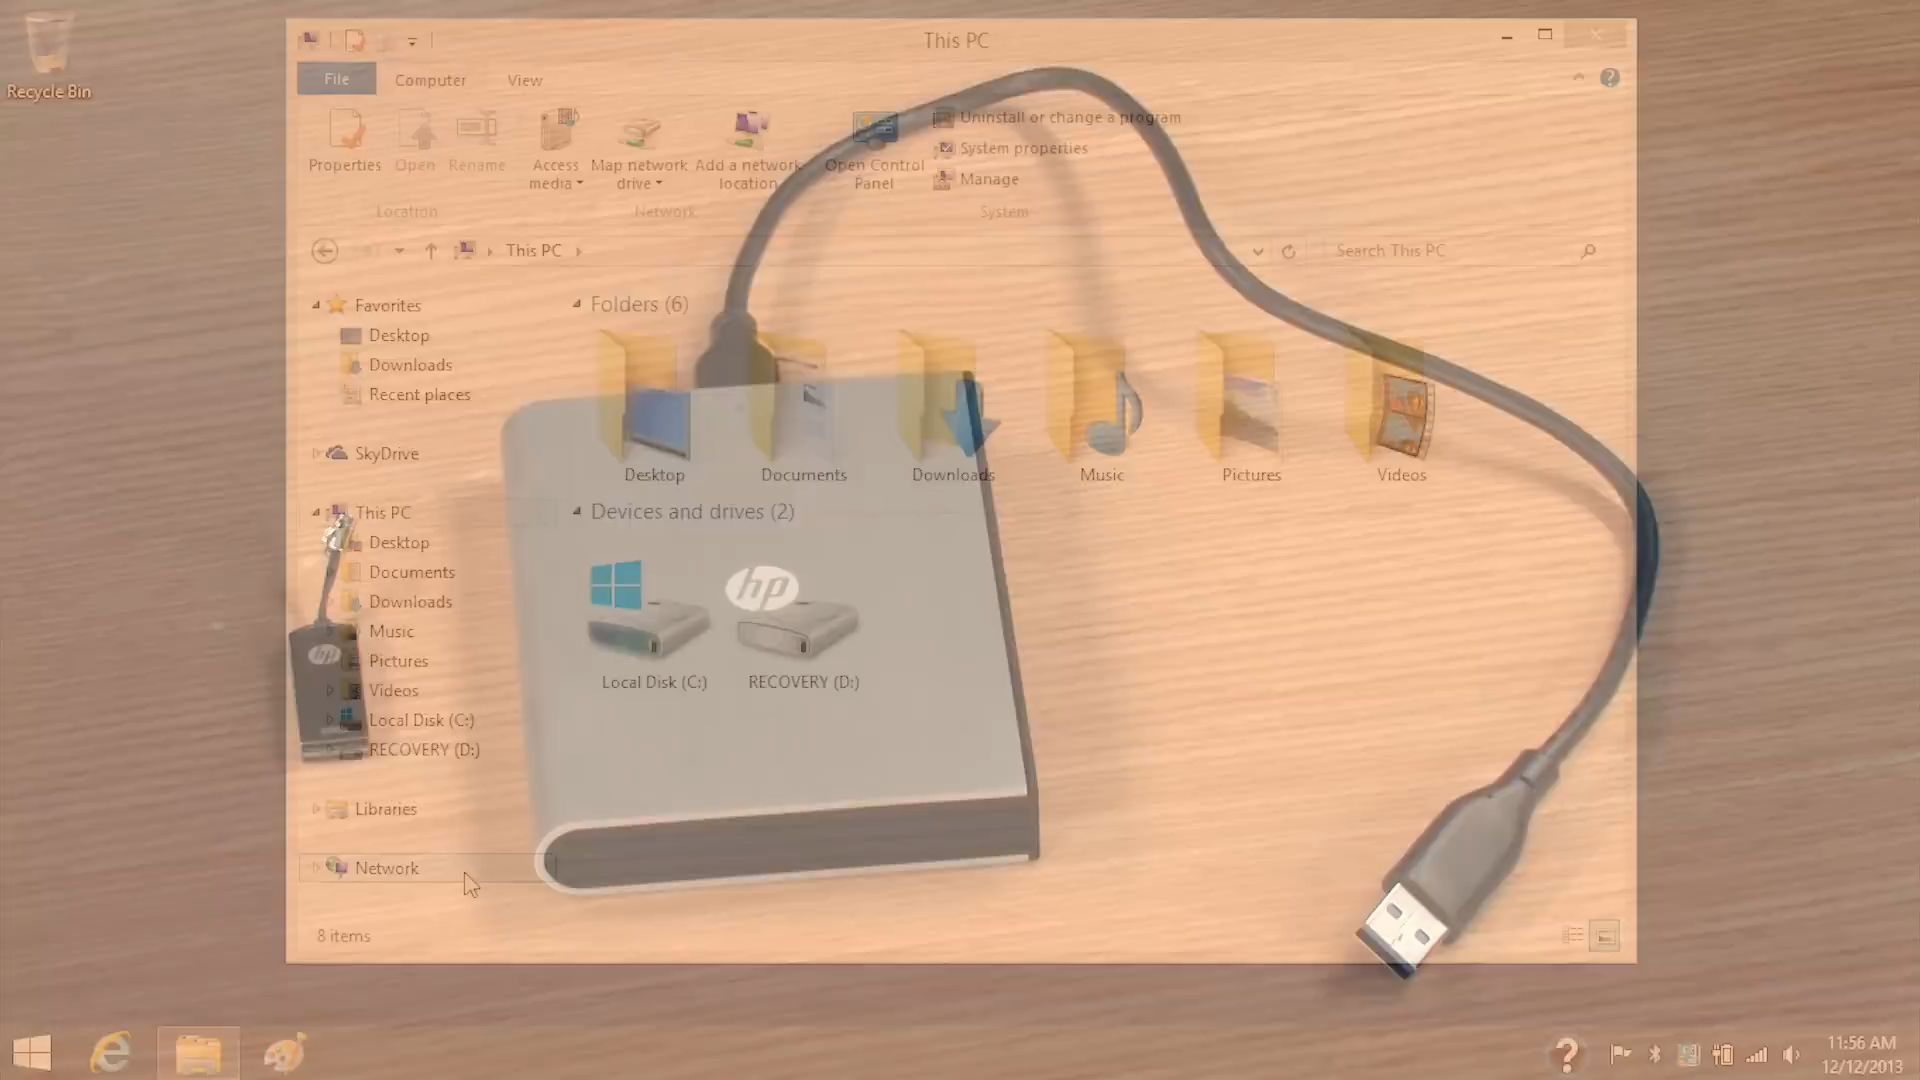 Recycle Bin
This PC
File
Computer
View
Properties
Open
Rename
Access
media
Map network
drive
Add a network
location
Open Control
Panel
Uninstall or change a program
System properties
Manage
Location
Network
System
This PC
Search This PC
Favorites
Desktop
Downloads
Recent places
SkyDrive
This PC
Desktop
Documents
Downloads
Music
Pictures
Videos
Local Disk (C:)
RECOVERY (D:)
Libraries
Network
Folders (6)
Desktop
Documents
Downloads
Music
Pictures
Videos
Devices and drives (2)
hp
Local Disk (C:)
RECOVERY (D:)
hp
8 items
11:56 AM
12/12/2013